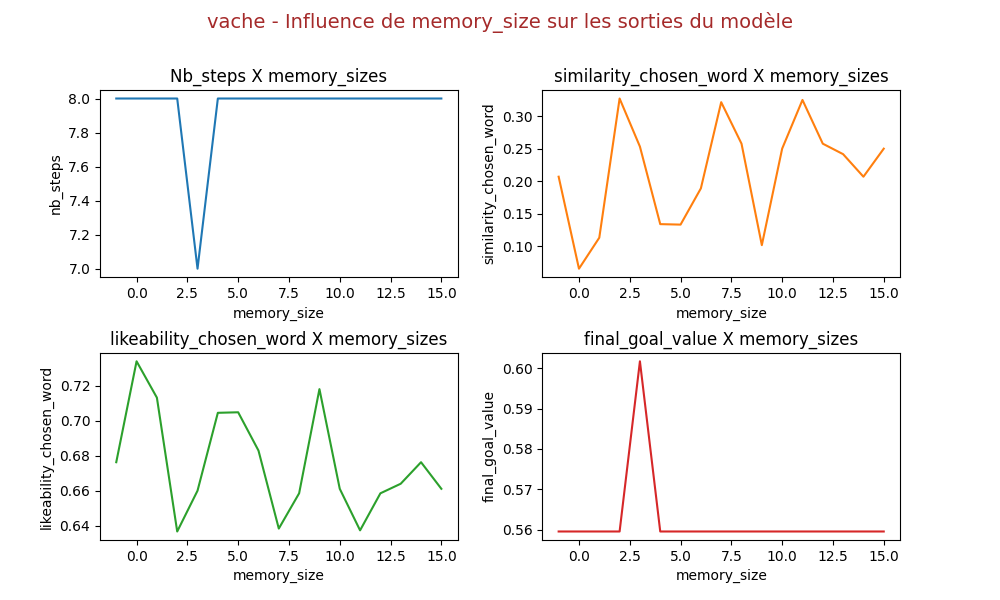 vache - Influence de memory_size sur les sorties du modèle
Nb_steps X memory_sizes
nb_steps
8.0
7.8
7.6
7.4
7.2
7.0
0.0 2.5 5.0 7.5 10.0 12.5 15.0
memory_size
similarity_chosen_word X memory_sizes
similarity_chosen_word
0.30
0.25
0.20
0.15
0.10
0.0 2.5 5.0 7.5 10.0 12.5 15.0
memory_size
likeability_chosen_word X memory_sizes
likeability_chosen_word
0.72
0.70
0.68
0.66
0.64
0.0 2.5 5.0 7.5 10.0 12.5 15.0
memory_size
final_goal_value X memory_sizes
final_goal_value
0.60
0.59
0.58
0.57
0.56
0.0 2.5 5.0 7.5 10.0 12.5 15.0
memory_size